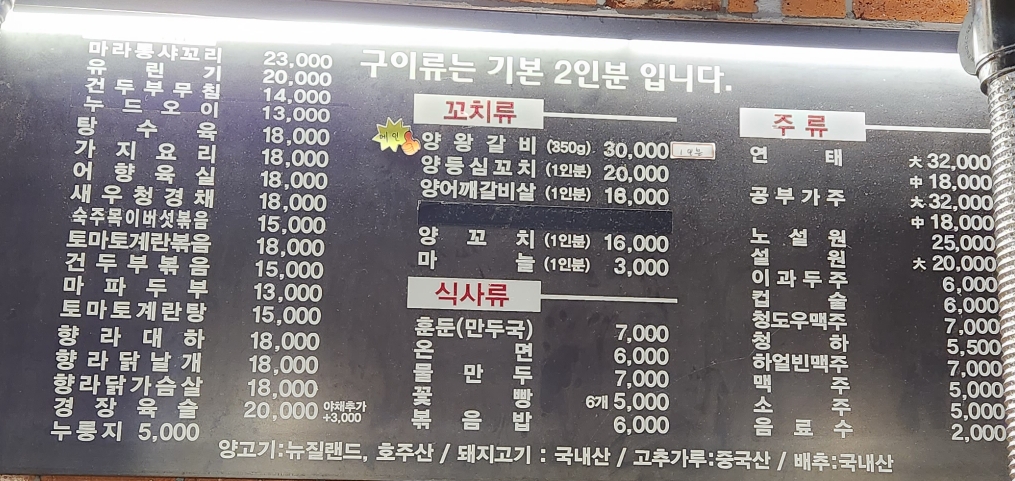 마라롱샤꼬리 23,000
유린기 20,000
건두부무침 14,000
누드오이 13,000
탕수육 18,000
가지요리 18,000
어향육실 18,000
새우청경채 18,000
숙주목이버섯볶음 15,000
토마토계란볶음 18,000
건두부볶음 15,000
마파두부 13,000
토마토계란탕 15,000
향라대하 18,000
향라닭날개 18,000
향라닭가슴살 18,000
경장육슬 20,000 야채추가 +3,000
누룽지 5,000
구이류는 기본 2인분 입니다.
꼬치류
메인
양왕갈비 (850g) 30,000
양등심꼬치 (1인분) 20,000
양어깨갈비살 (1인분) 18,000
양꼬치 (1인분) 16,000
마늘 (1인분) 3,000
식사류
훈둔(만두국) 7,000
온면 6,000
물만두 7,000
꽃빵 6개 5,000
볶음밥 6,000
주류
연태 大 32,000
中 18,000
공부가주 大 32,000
中 18,000
노설원 25,000
설원 大 20,000
이과두주 6,000
컵술 6,000
청도우맥주 7,000
청하 5,500
하얼빈맥주 7,000
맥주 5,000
소주 5,000
음료수 2,000
양고기:뉴질랜드, 호주산 / 돼지고기 : 국내산 / 고추가루:중국산 / 배추:국내산